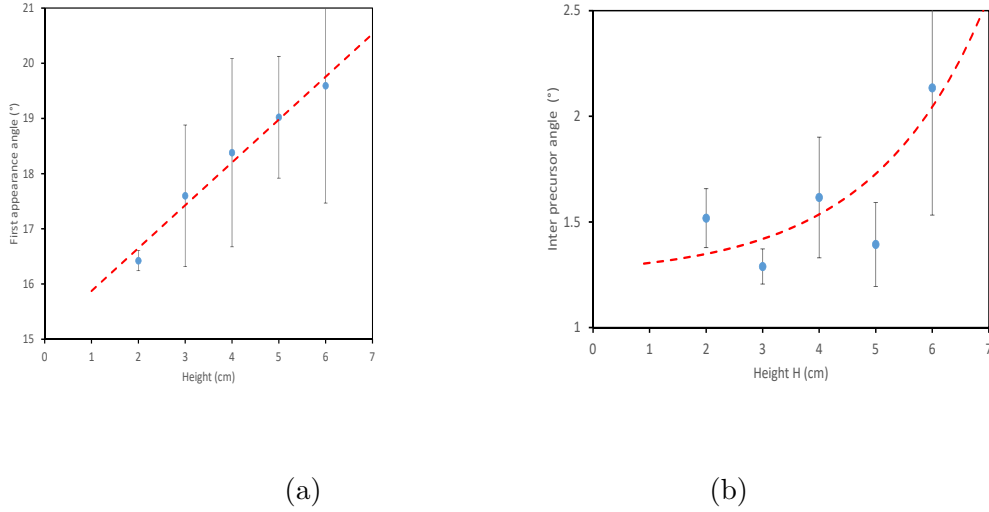 21
20
19
18
17
16
15
0 1 2 3 4 5 6 7
First appearance angle (°)
Height (cm)
(a)
2.5
2
1.5
1
0 1 2 3 4 5 6 7
Inter precursor angle (°)
Height H (cm)
(b)